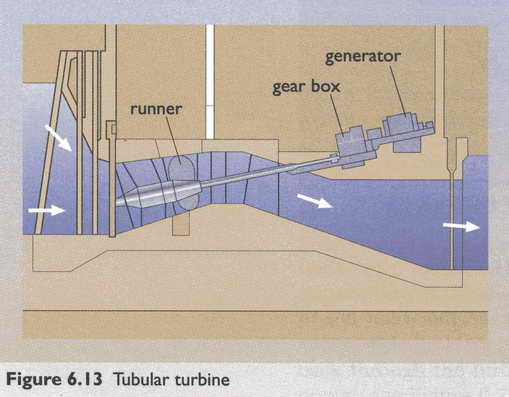 generator
gear box
runner
Figure 6.13 Tubular turbine